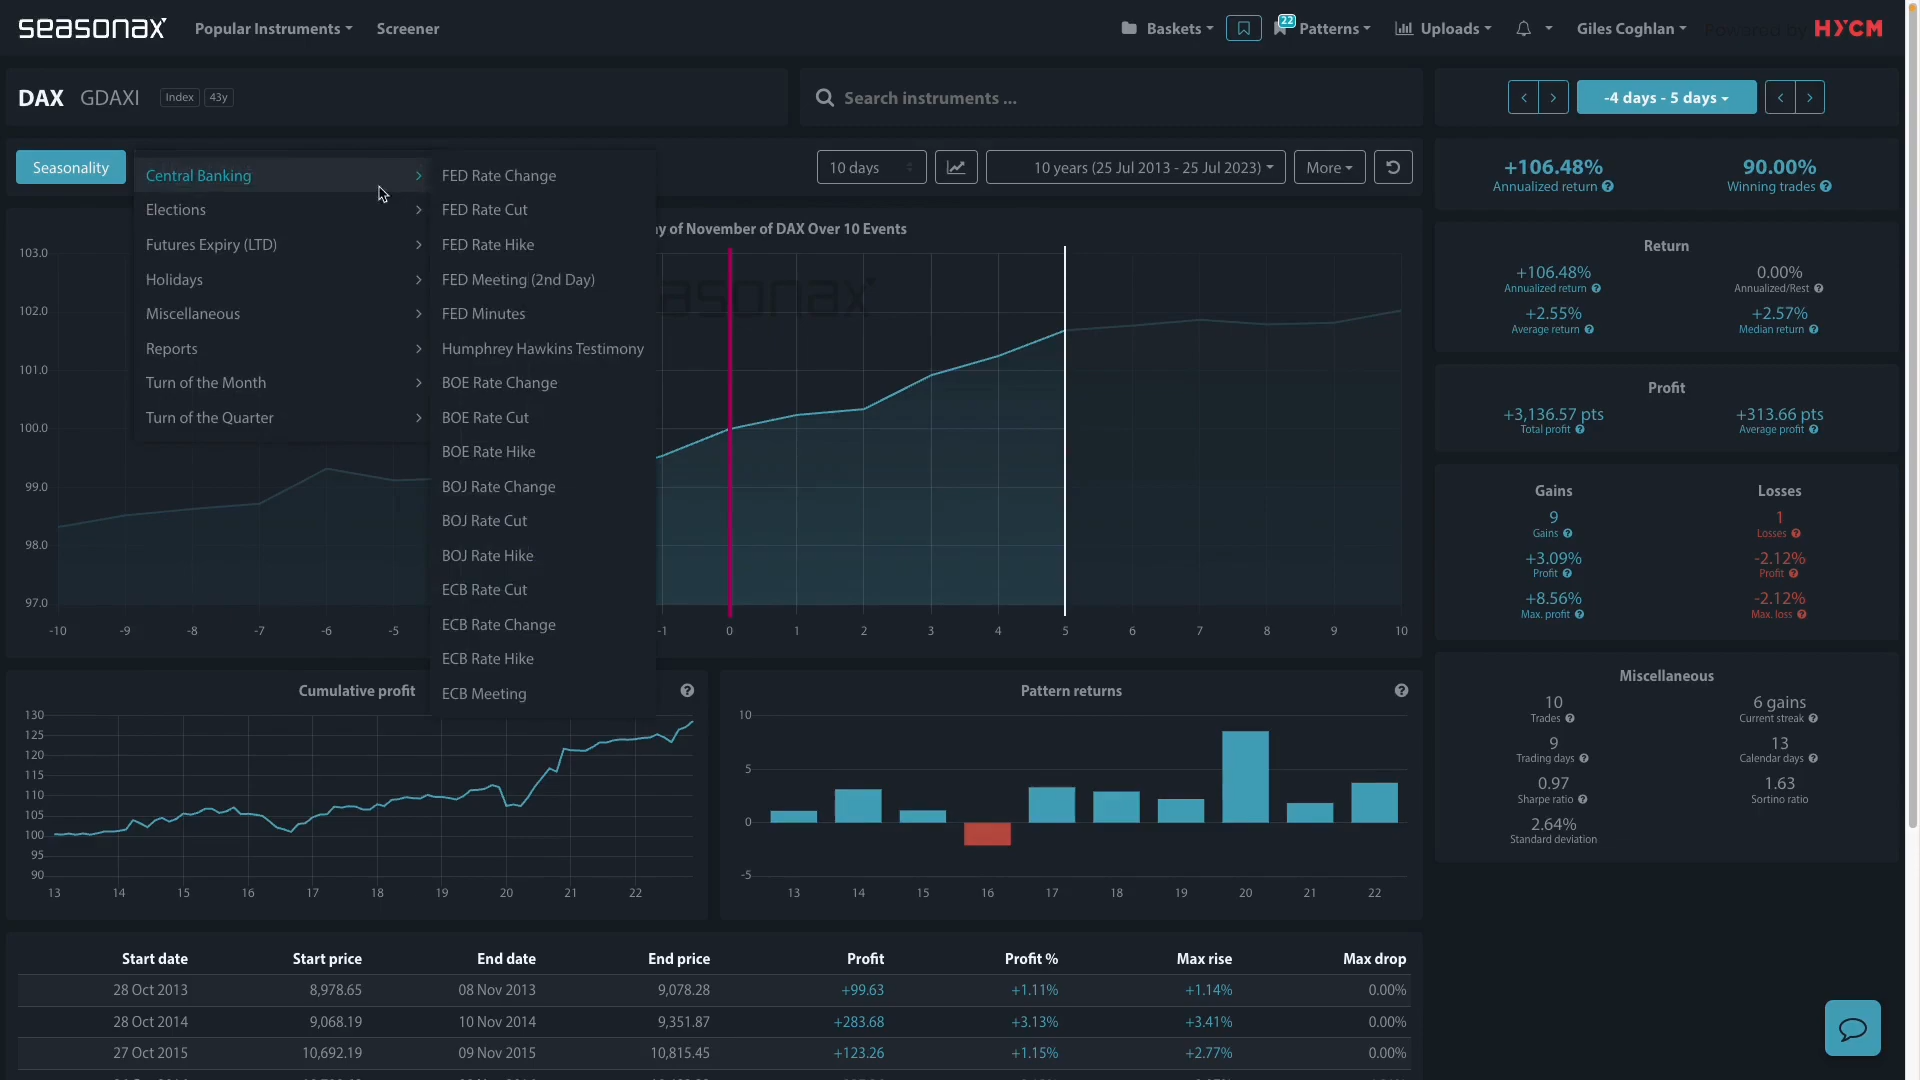 seasonax
Popular Instruments
Screener
Baskets
22
Patterns
Uploads
Giles Coghlan
Powered by
HYCM
DAX GDAXI Index 43y
Search instruments ...
-4 days - 5 days
Seasonality
Central Banking
Elections
Futures Expiry (LTD)
Holidays
Miscellaneous
Reports
Turn of the Month
Turn of the Quarter
FED Rate Change
FED Rate Cut
FED Rate Hike
FED Meeting (2nd Day)
FED Minutes
Humphrey Hawkins Testimony
BOE Rate Change
BOE Rate Cut
BOE Rate Hike
BOJ Rate Change
BOJ Rate Cut
BOJ Rate Hike
ECB Rate Cut
ECB Rate Change
ECB Rate Hike
ECB Meeting
10 days
10 years (25 Jul 2013 - 25 Jul 2023)
More
of November of DAX Over 10 Events
103.0
102.0
101.0
100.0
99.0
98.0
97.0
-10 -9 -8 -7 -6 -5 -1 0 1 2 3 4 5 6 7 8 9 10
+106.48% 90.00%
Annualized return Winning trades
Return
+106.48% 0.00%
Annualized return Annualized/Rest
+2.55% +2.57%
Average return Median return
Profit
+3,136.57 pts +313.66 pts
Total profit Average profit
Gains Losses
9 1
Gains Losses
+3.09% -2.12%
Profit Profit
+8.56% -2.12%
Max. profit Max. loss
Miscellaneous
10 6 gains
Trades Current streak
9 13
Trading days Calendar days
0.97 1.63
Sharpe ratio Sortino ratio
2.64%
Standard deviation
Cumulative profit
130
125
120
115
110
105
100
95
90
13 14 15 16 17 18 19 20 21 22
Pattern returns
10
5
0
-5
13 14 15 16 17 18 19 20 21 22
Start date Start price End date End price Profit Profit % Max rise Max drop
28 Oct 2013 8,978.65 08 Nov 2013 9,078.28 +99.63 +1.11% +1.14% 0.00%
28 Oct 2014 9,068.19 10 Nov 2014 9,351.87 +283.68 +3.13% +3.41% 0.00%
27 Oct 2015 10,692.19 09 Nov 2015 10,815.45 +123.26 +1.15% +2.77% 0.00%